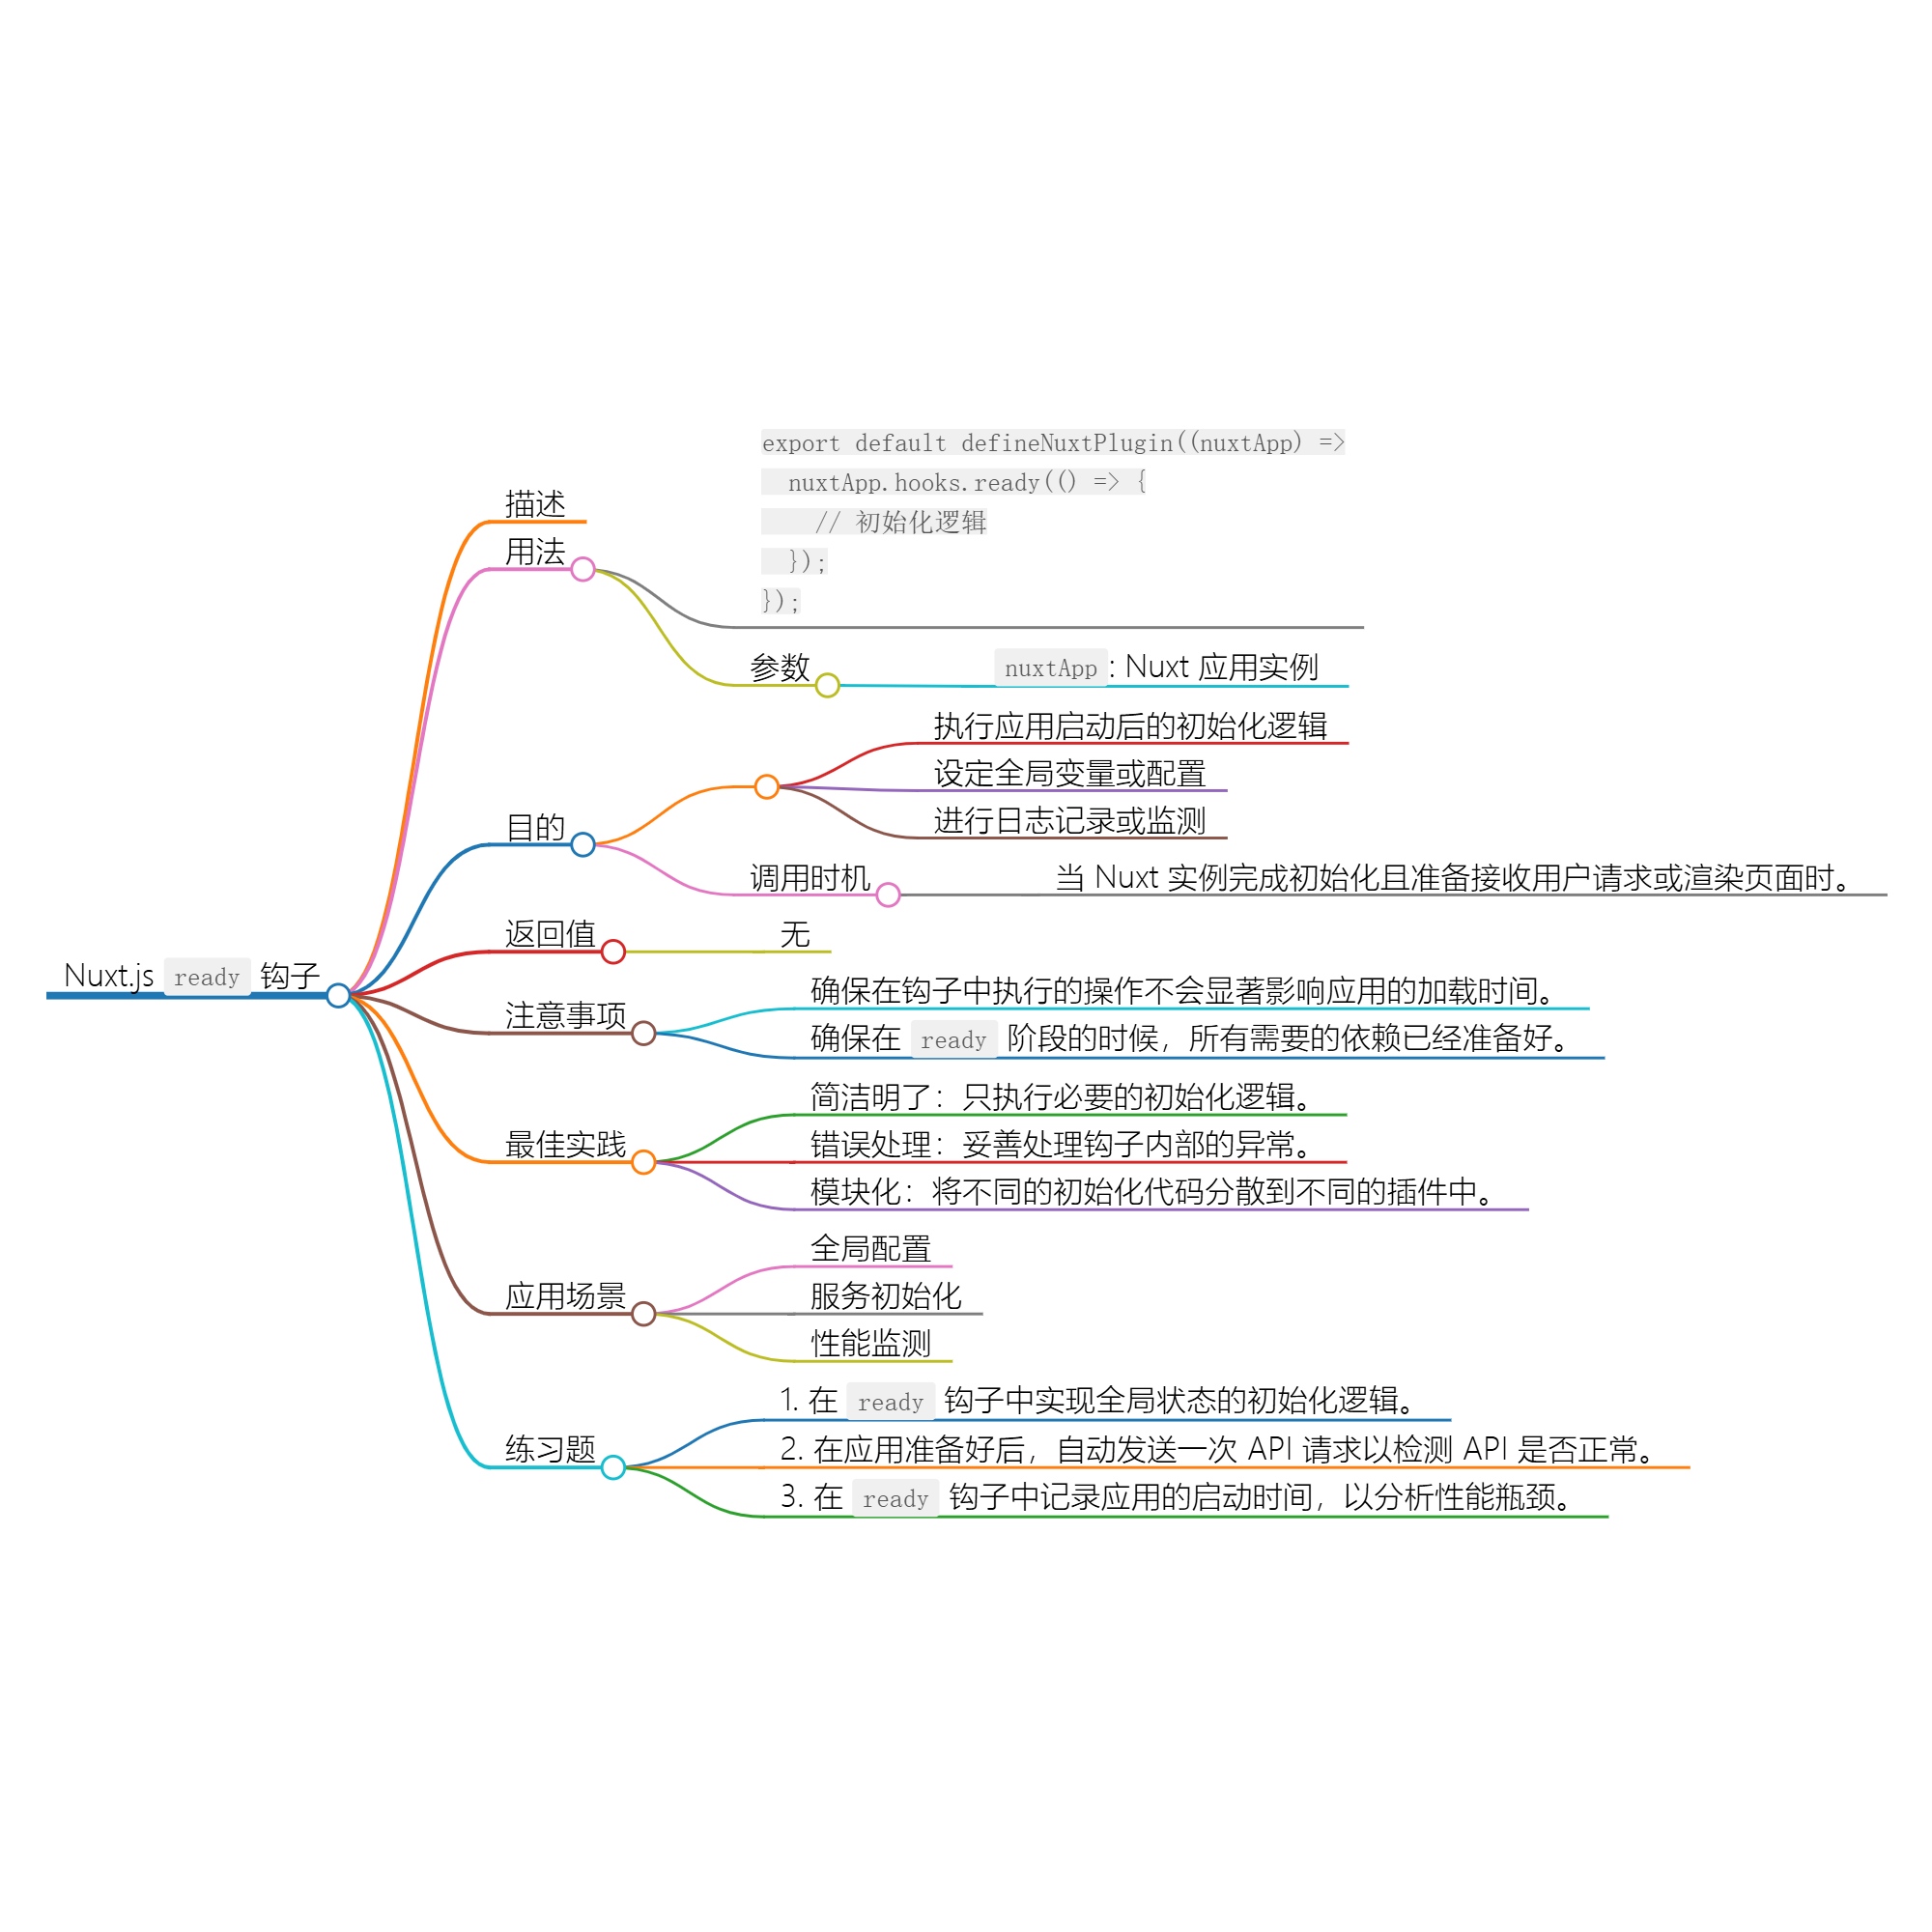 Nuxt.js ready 钩子
描述
用法
export default defineNuxtPlugin((nuxtApp) =>
  nuxtApp.hooks.ready(() => {
    // 初始化逻辑
  });
});
参数
nuxtApp: Nuxt 应用实例
目的
执行应用启动后的初始化逻辑
设定全局变量或配置
进行日志记录或监测
调用时机
当 Nuxt 实例完成初始化且准备接收用户请求或渲染页面时。
返回值
无
注意事项
确保在钩子中执行的操作不会显著影响应用的加载时间。
确保在 ready 阶段的时候，所有需要的依赖已经准备好。
最佳实践
简洁明了：只执行必要的初始化逻辑。
错误处理：妥善处理钩子内部的异常。
模块化：将不同的初始化代码分散到不同的插件中。
应用场景
全局配置
服务初始化
性能监测
练习题
1. 在 ready 钩子中实现全局状态的初始化逻辑。
2. 在应用准备好后，自动发送一次 API 请求以检测 API 是否正常。
3. 在 ready 钩子中记录应用的启动时间，以分析性能瓶颈。